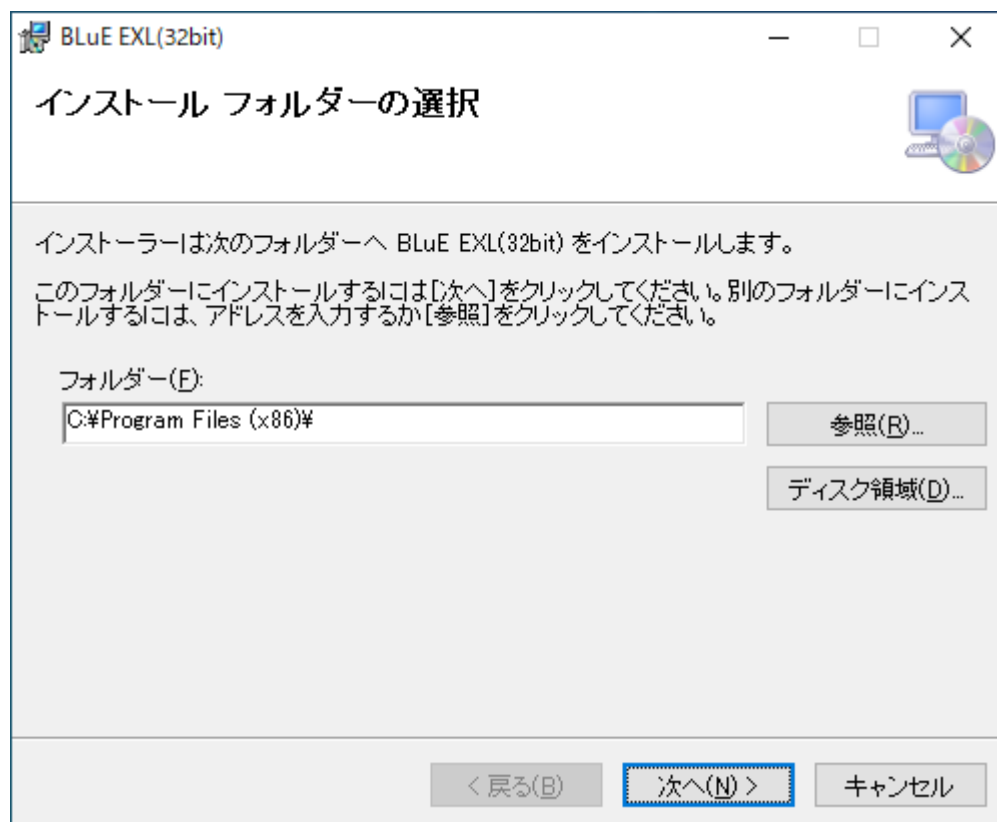 BLuE EXL(32bit)
インストール フォルダーの選択
インストーラーは次のフォルダーへ BLuE EXL(32bit) をインストールします。
このフォルダーにインストールするには[次へ]をクリックしてください。別のフォルダーにインス
トールするには、アドレスを入力するか[参照]をクリックしてください。
フォルダー(F):
C:¥Program Files (x86)¥
参照(R)...
ディスク領域(D)...
< 戻る(B)
次へ(N) >
キャンセル